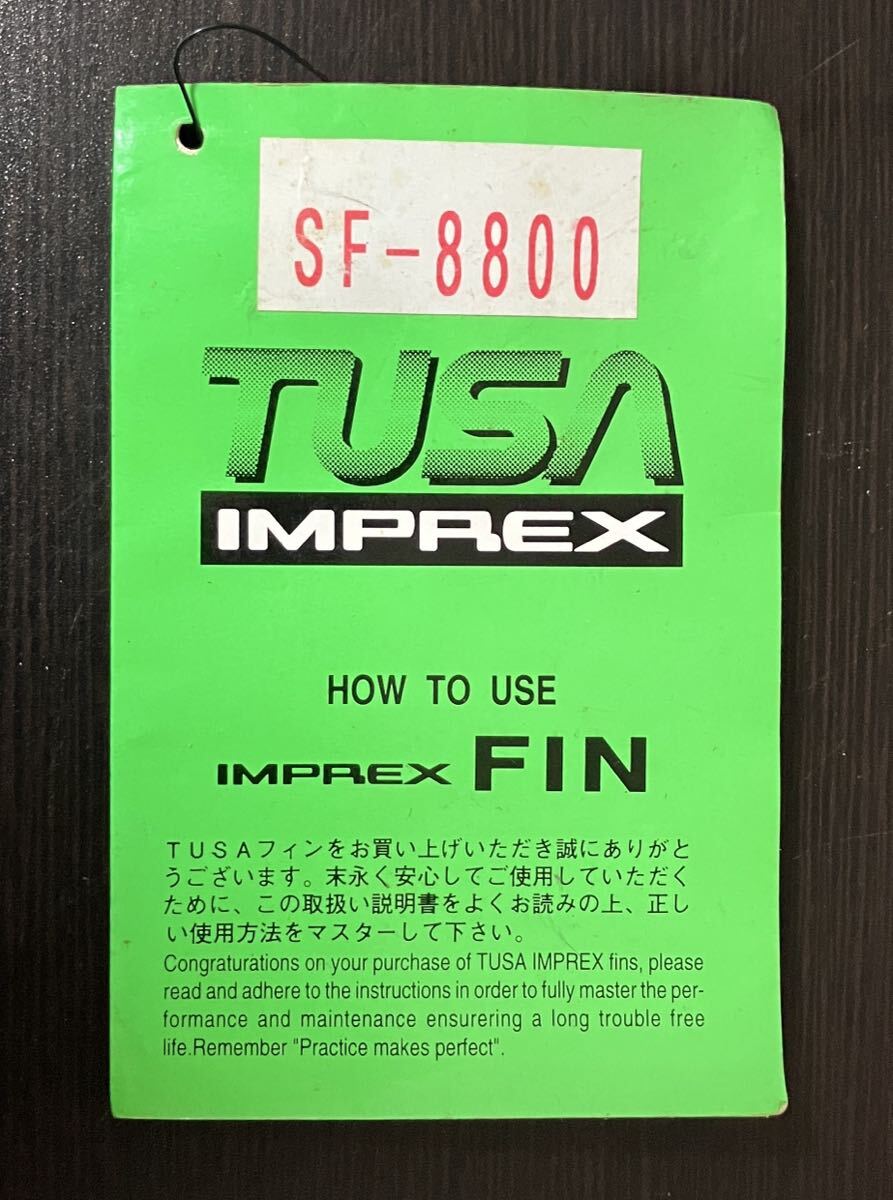 SF-8800
TUSA
IMPREX
HOW TO USE
IMPREX FIN
TUSAフィンをお買い上げいただき誠にありがと
うございます。末永く安心してご使用していただく
ために、この取扱い説明書をよくお読みの上、正し
い使用方法をマスターして下さい。
Congraturations on your purchase of TUSA IMPREX fins, please
read and adhere to the instructions in order to fully master the per-
formance and maintenance ensurering a long trouble free
life.Remember "Practice makes perfect".